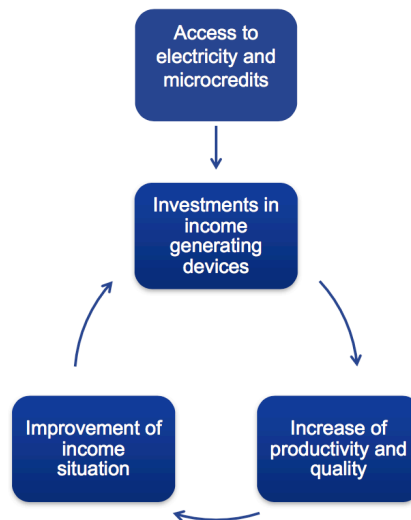 Access to
electricity and
microcredits
Investments in
income
generating
devices
Improvement of
income
situation
Increase of
productivity and
quality